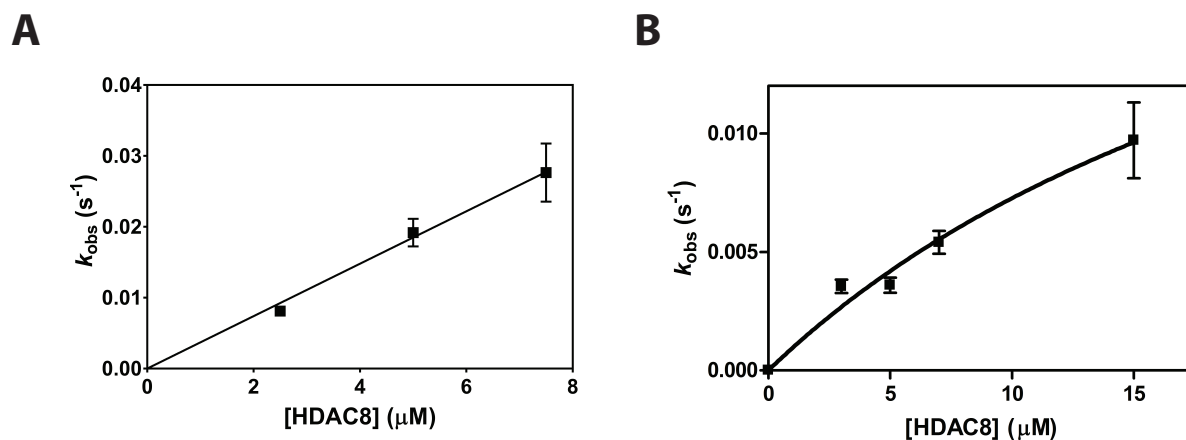 A
0.04
0.03
0.02
0.01
0.00
0 2 4 6 8
kobs (s⁻¹)
[HDAC8] (μM)
B
0.010
0.005
0.000
0 5 10 15
kobs (s⁻¹)
[HDAC8] (μM)